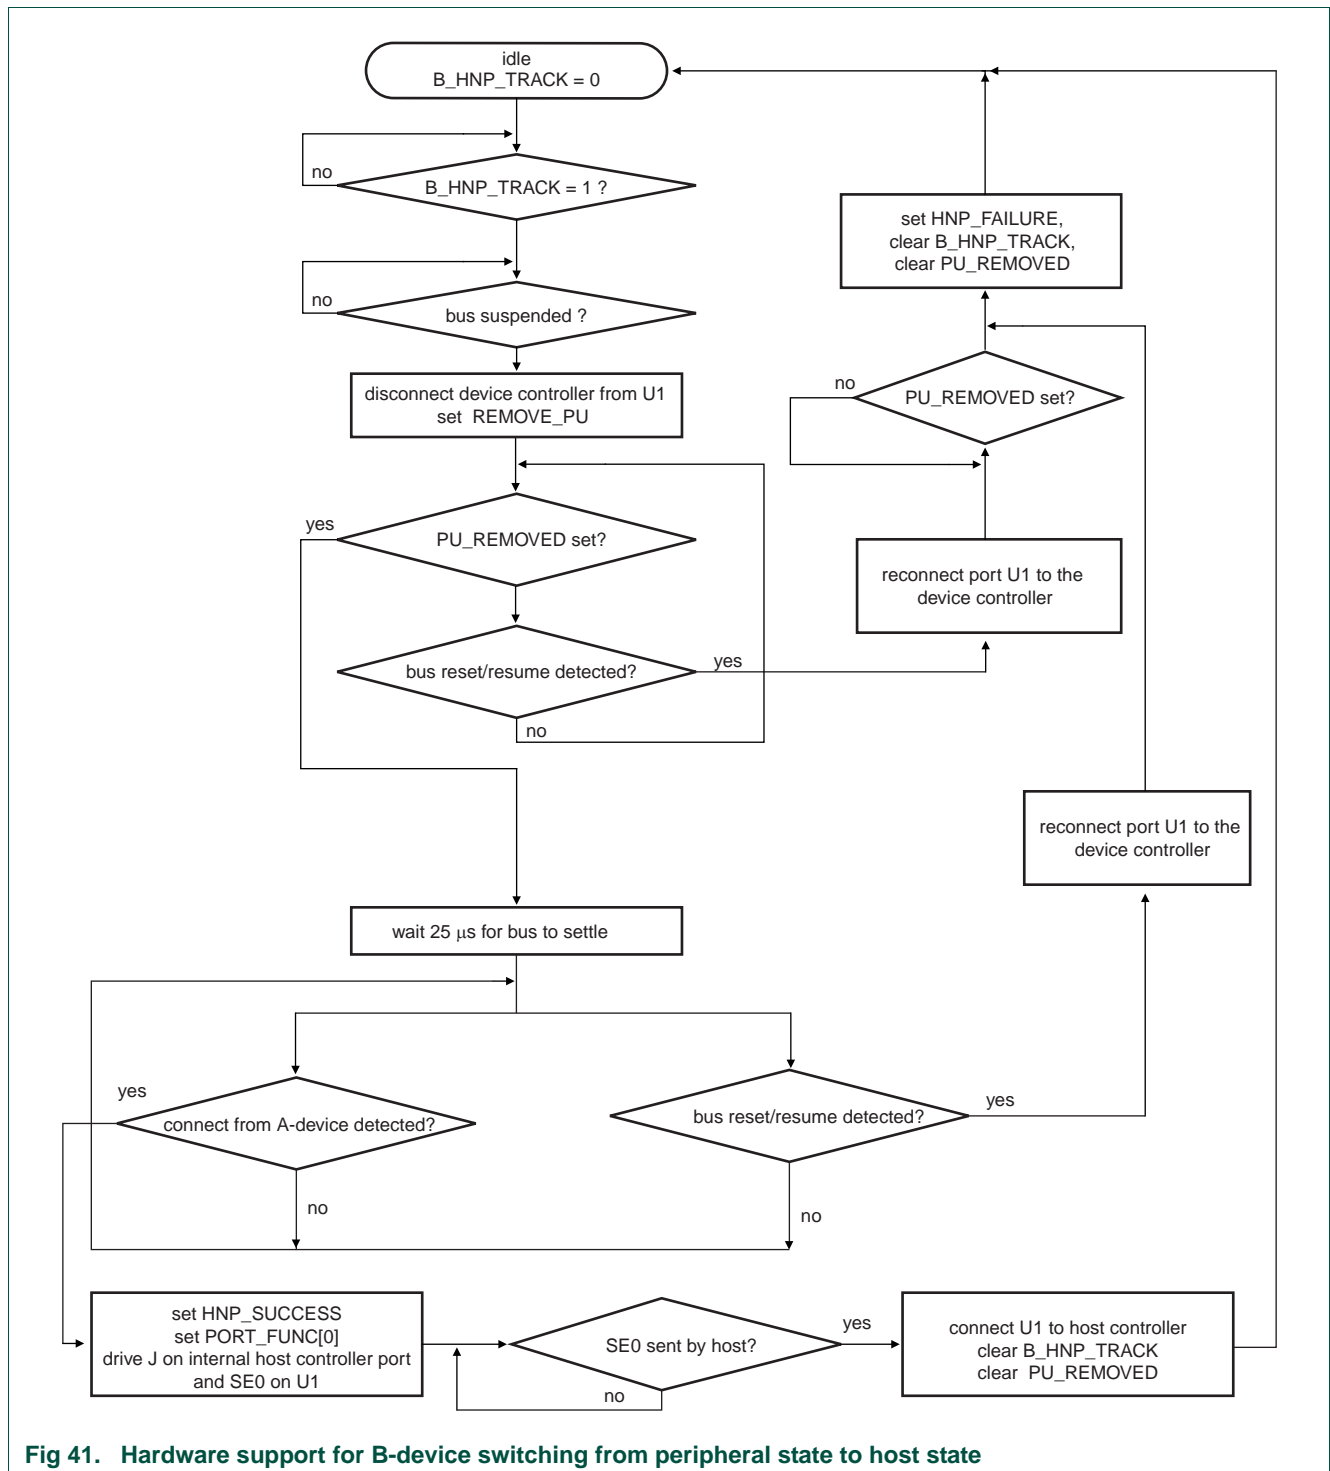 idle
B_HNP_TRACK = 0
no
B_HNP_TRACK = 1 ?
no
bus suspended ?
disconnect device controller from U1
set REMOVE_PU
yes
PU_REMOVED set?
bus reset/resume detected?
yes
no
set HNP_FAILURE,
clear B_HNP_TRACK,
clear PU_REMOVED
no
PU_REMOVED set?
reconnect port U1 to the
device controller
reconnect port U1 to the
device controller
wait 25 μs for bus to settle
yes
connect from A-device detected?
no
bus reset/resume detected?
yes
no
set HNP_SUCCESS
set PORT_FUNC[0]
drive J on internal host controller port
and SE0 on U1
SE0 sent by host?
yes
no
connect U1 to host controller
clear B_HNP_TRACK
clear PU_REMOVED
Fig 41. Hardware support for B-device switching from peripheral state to host state